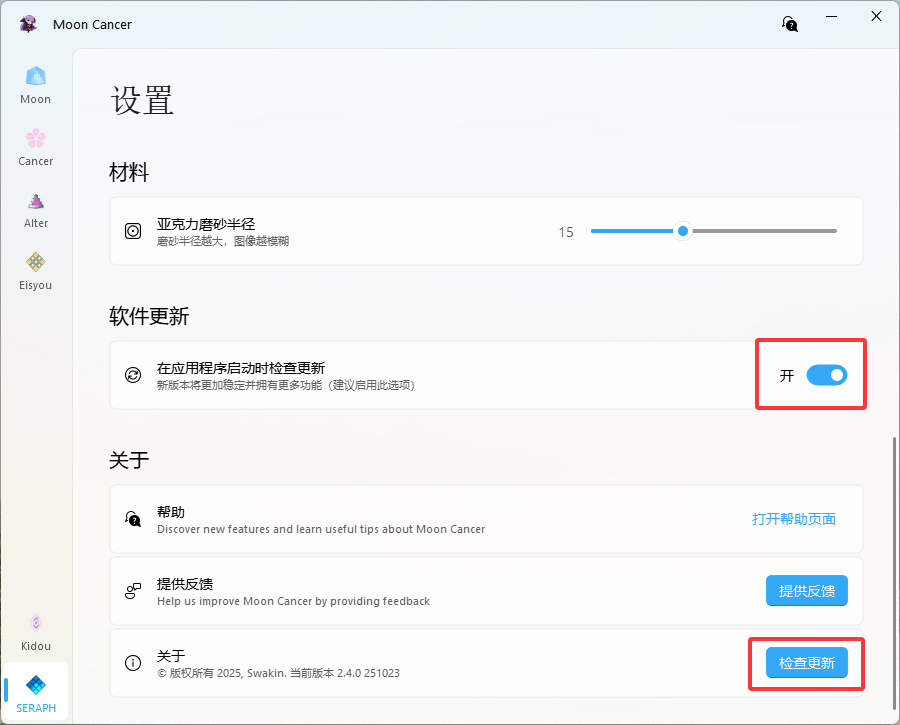 Moon Cancer
Moon
Cancer
Alter
Eisyou
Kidou
SERAPH
设置
材料
亚克力磨砂半径
磨砂半径越大，图像越模糊
15
软件更新
在应用程序启动时检查更新
新版本将更加稳定并拥有更多功能（建议启用此选项）
开
关于
帮助
Discover new features and learn useful tips about Moon Cancer
打开帮助页面
提供反馈
Help us improve Moon Cancer by providing feedback
提供反馈
关于
© 版权所有 2025, Swakin. 当前版本 2.4.0 251023
检查更新